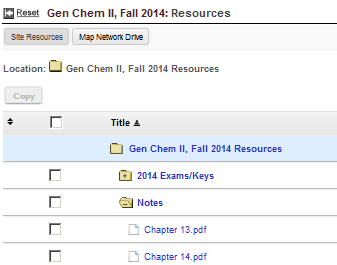 Reset Gen Chem II, Fall 2014: Resources
Site Resources Map Network Drive
Location: Gen Chem II, Fall 2014 Resources
Copy
Title
Gen Chem II, Fall 2014 Resources
2014 Exams/Keys
Notes
Chapter 13.pdf
Chapter 14.pdf